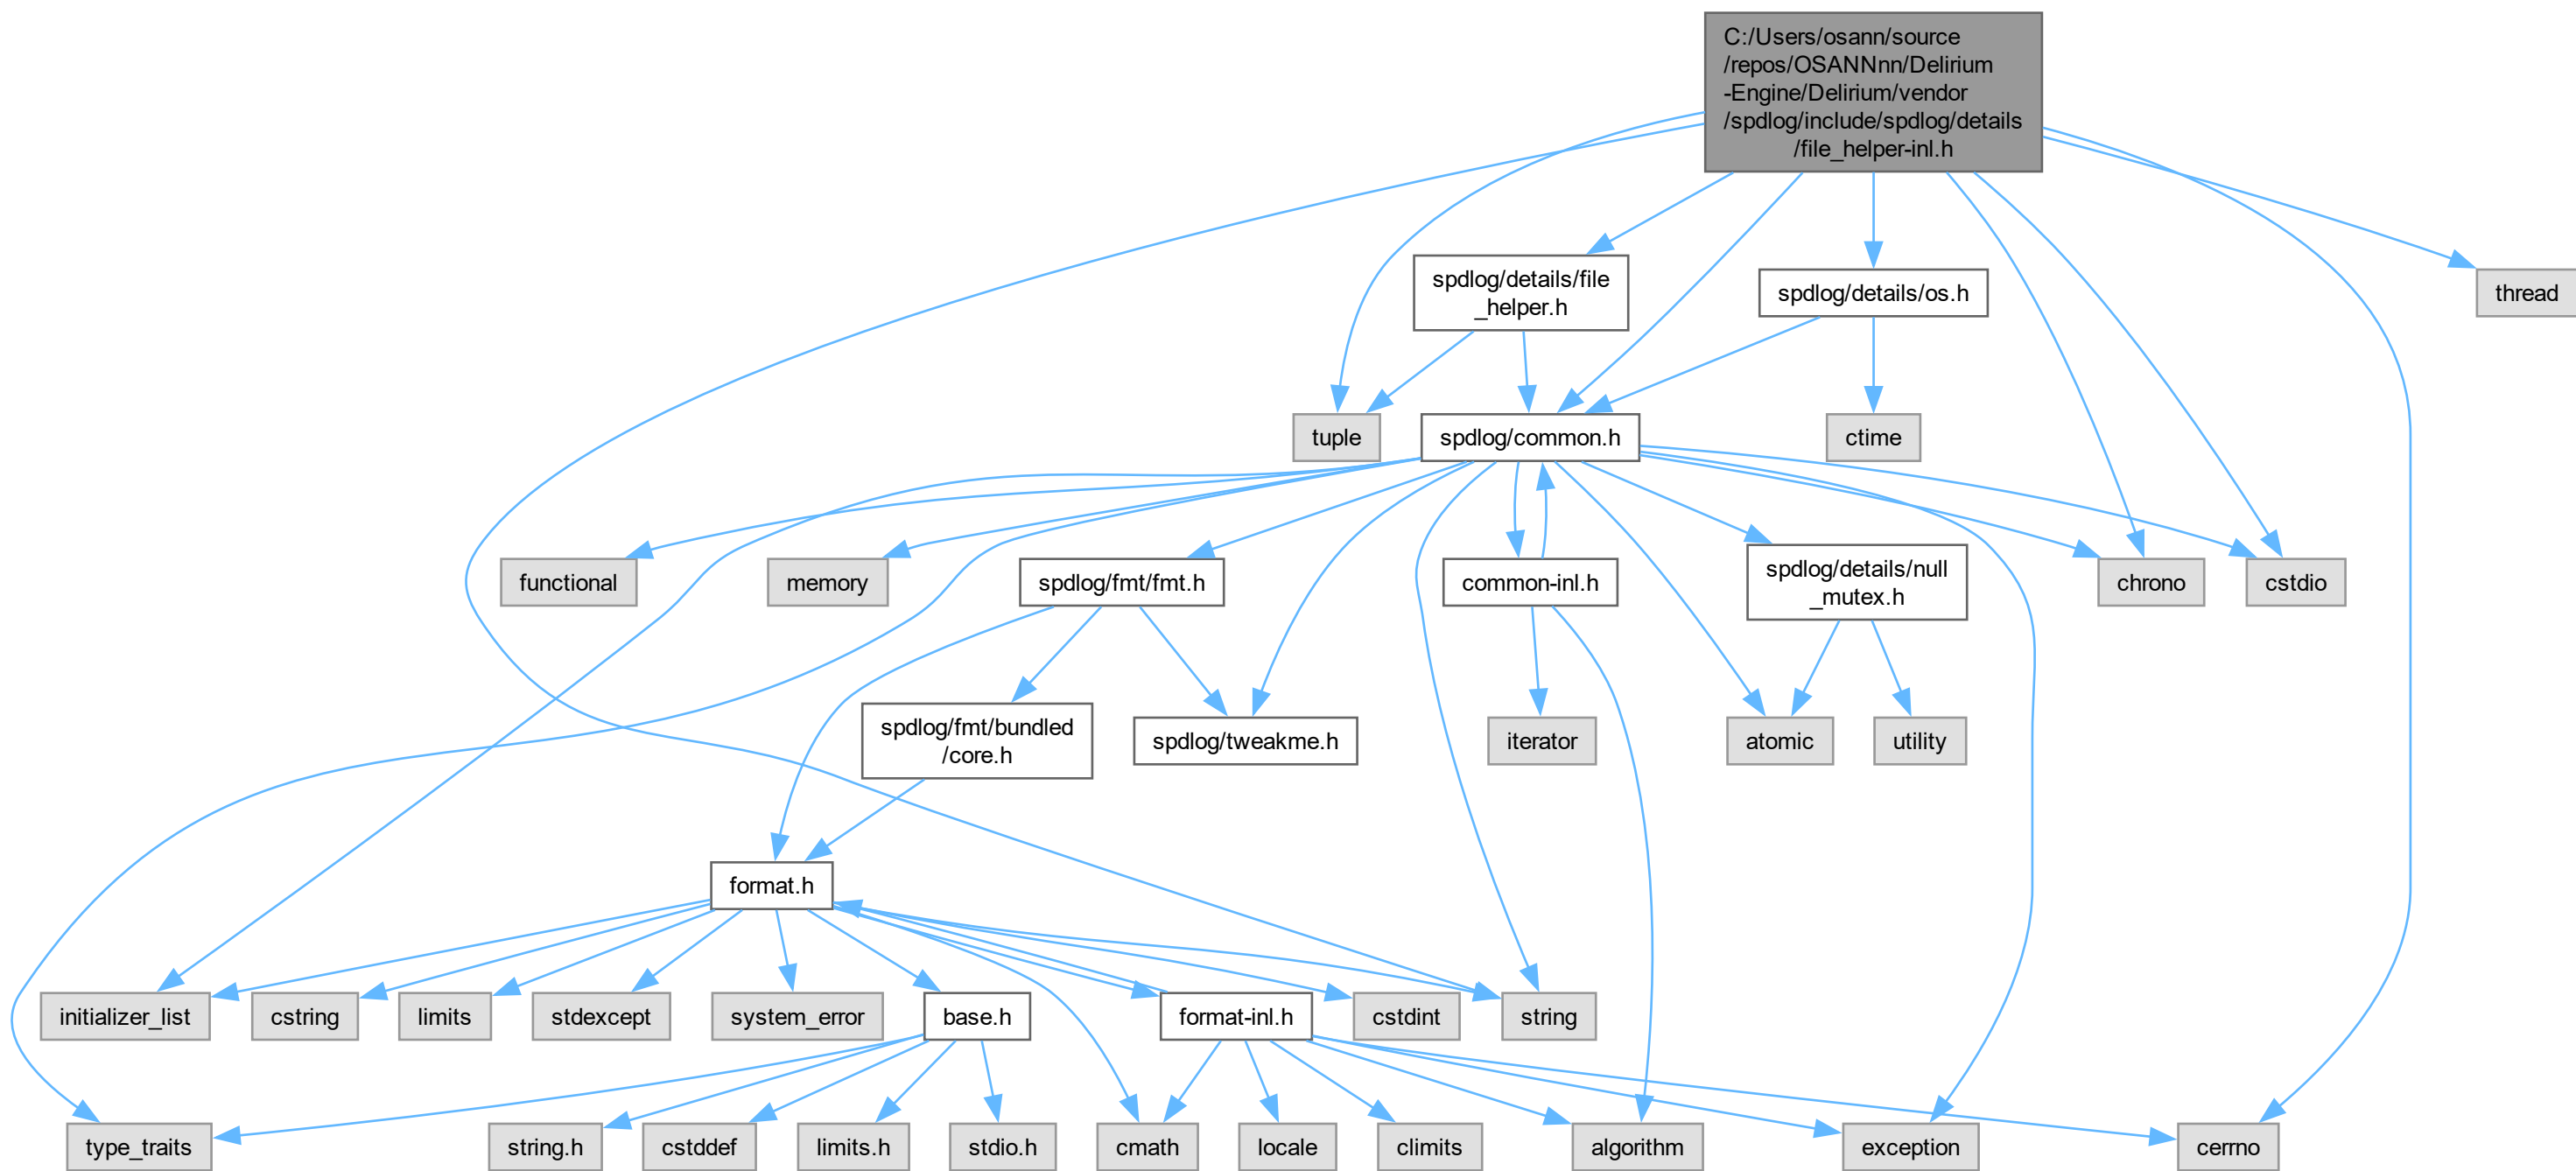 C:/Users/osann/source
/repos/OSANNnn/Delirium
-Engine/Delirium/vendor
/spdlog/include/spdlog/details
/file_helper-inl.h
spdlog/details/file
_helper.h
spdlog/details/os.h
thread
tuple
spdlog/common.h
ctime
functional
memory
spdlog/fmt/fmt.h
common-inl.h
spdlog/details/null
_mutex.h
chrono
cstdio
spdlog/fmt/bundled
/core.h
spdlog/tweakme.h
iterator
atomic
utility
format.h
initializer_list
cstring
limits
stdexcept
system_error
base.h
format-inl.h
cstdint
string
type_traits
string.h
cstddef
limits.h
stdio.h
cmath
locale
climits
algorithm
exception
cerrno